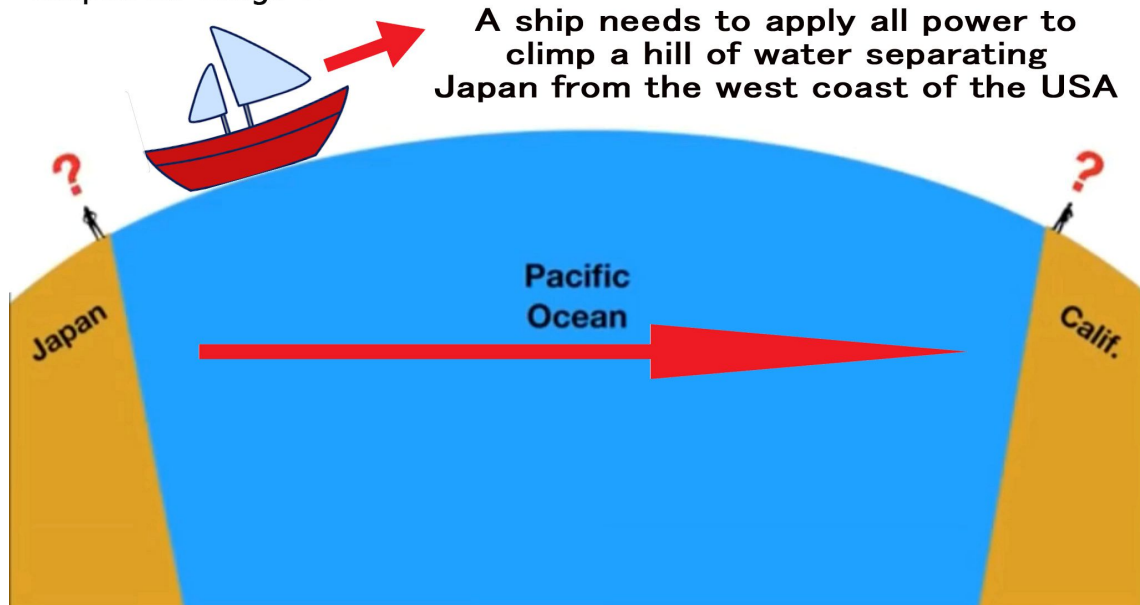 A ship needs to apply all power to
climp a hill of water separating
Japan from the west coast of the USA
?
?
Pacific
Ocean
Japan
Calif.